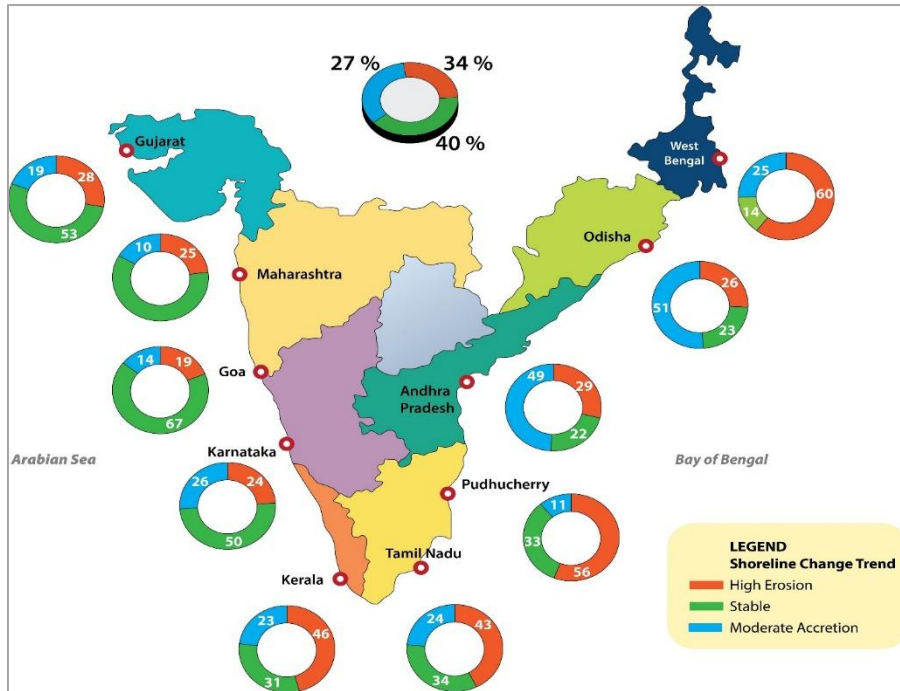 27 %
34 %
40 %
Gujarat
19
28
53
West
Bengal
25
60
14
Odisha
10
25
Maharashtra
26
51
23
14
19
67
Goa
Andhra
Pradesh
49
29
22
Karnataka
Arabian Sea
Bay of Bengal
26
24
50
Pudhucherry
11
33
56
Tamil Nadu
Kerala
23
46
31
24
43
34
LEGEND
Shoreline Change Trend
High Erosion
Stable
Moderate Accretion